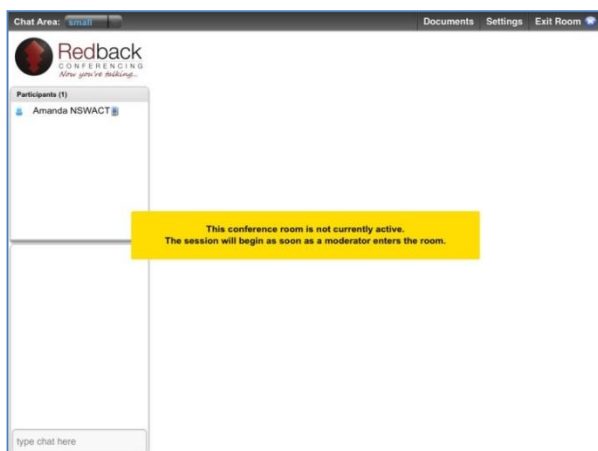 Chat Area: small Documents Settings Exit Room
Redback
CONFERENCING
Now you're talking...
Participants (1)
Amanda NSWACT
This conference room is not currently active.
The session will begin as soon as a moderator enters the room.
type chat here